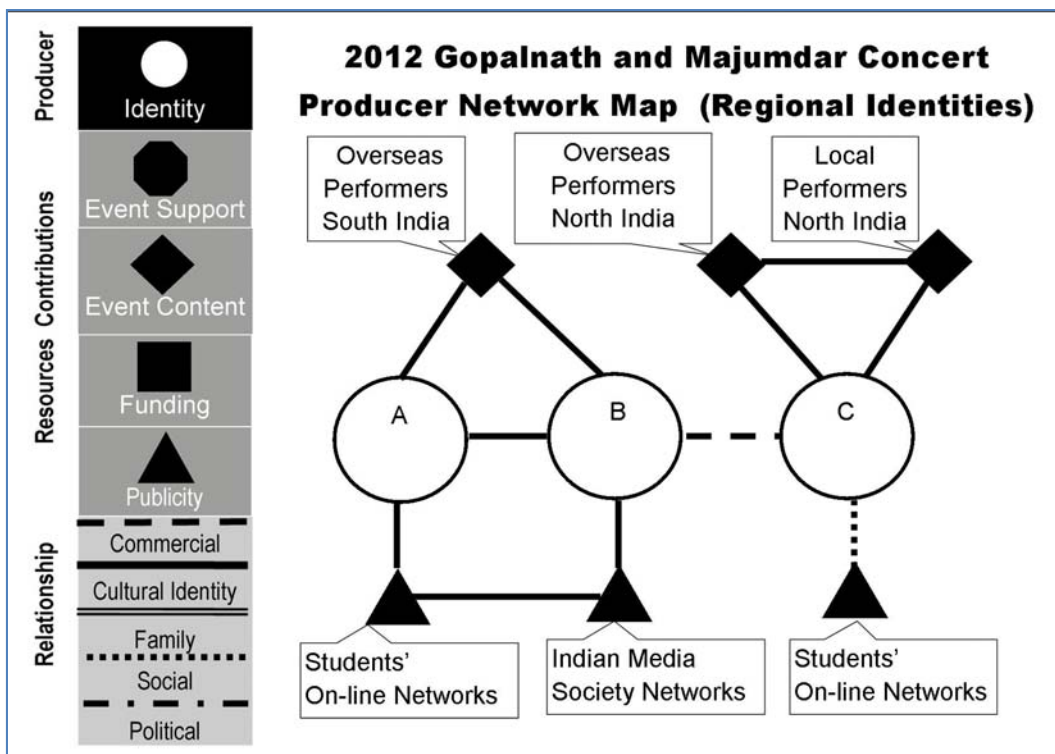 2012 Gopalnath and Majumdar Concert
Producer Network Map (Regional Identities)
Producer
Identity
Resources Contributions
Event Support
Event Content
Funding
Publicity
Relationship
Commercial
Cultural Identity
Family
Social
Political
Overseas
Performers
South India
Overseas
Performers
North India
Local
Performers
North India
A
B
C
Students'
On-line Networks
Indian Media
Society Networks
Students'
On-line Networks